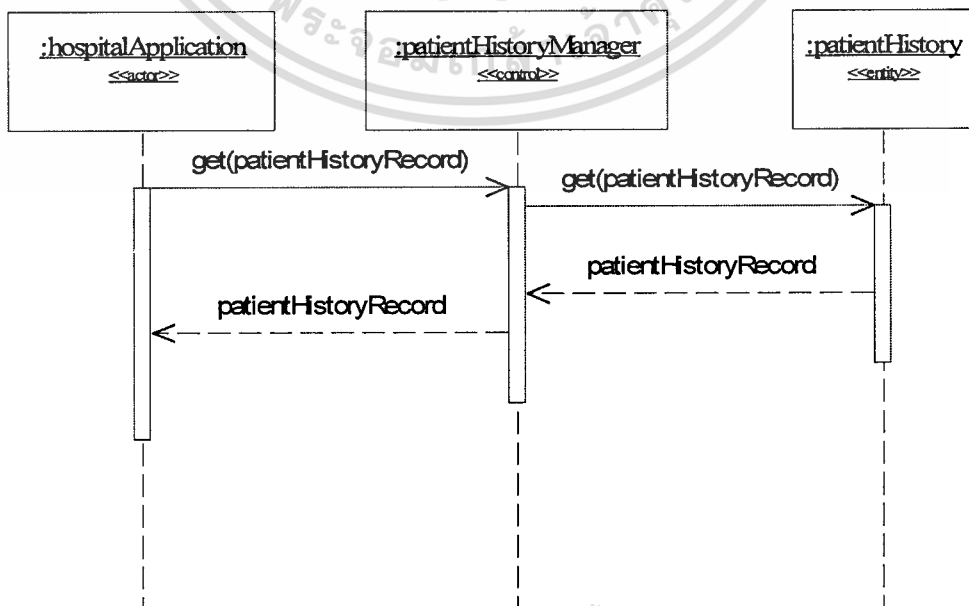 :hospitalApplication
<<actor>>
:patientHistoryManager
<<control>>
:patientHistory
<<entity>>
get(patientHistoryRecord)
get(patientHistoryRecord)
patientHistoryRecord
patientHistoryRecord